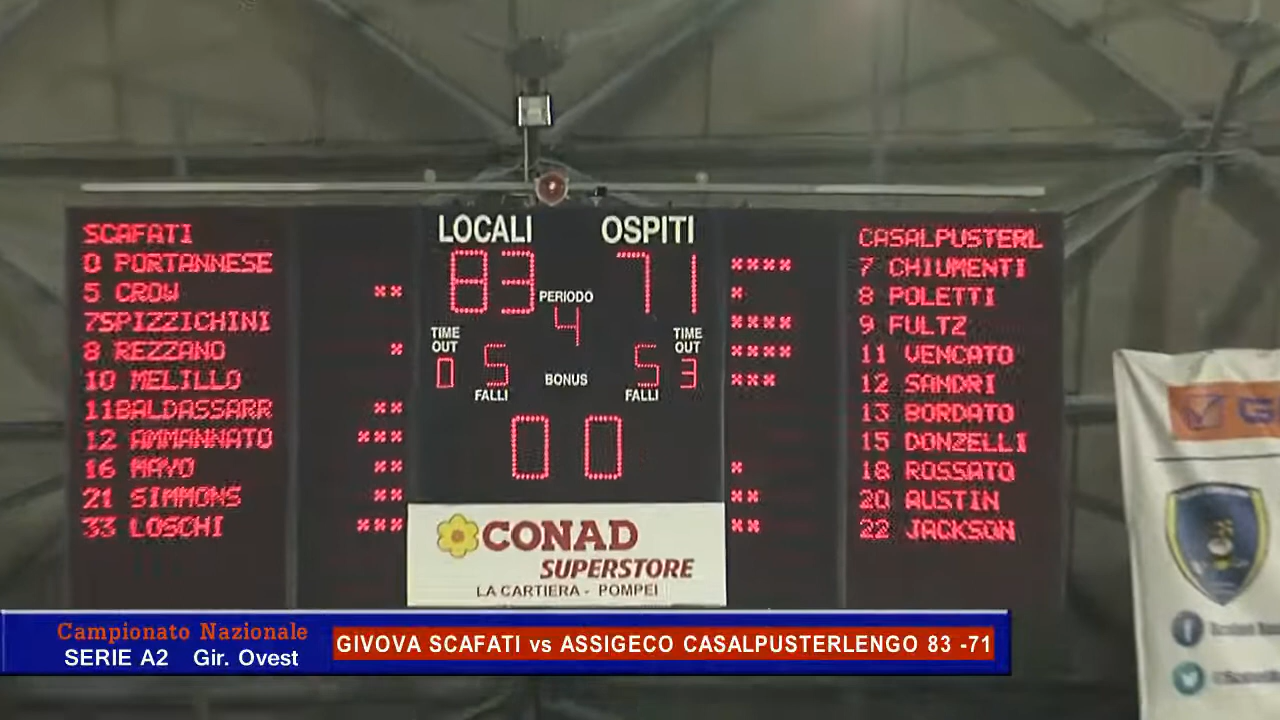 SCAFATI
0 PORTANNESE
5 CROW **
7SPIZZICHINI
8 REZZANO *
10 MELILLO
11BALDASSARR **
12 AMMANNATO ***
16 MAYO **
21 SIMMONS **
33 LOSCHI ***
LOCALI OSPITI
83 71
PERIODO
4
TIME OUT TIME OUT
0 5 BONUS 5 3
FALLI FALLI
00
CONAD
SUPERSTORE
LA CARTIERA - POMPEI
CASALPUSTERL
**** 7 CHIUMENTI
* 8 POLETTI
**** 9 FULTZ
**** 11 VENCATO
*** 12 SANDRI
13 BORDATO
15 DONZELLI
* 18 ROSSATO
** 20 AUSTIN
** 22 JACKSON
Campionato Nazionale
SERIE A2 Gir. Ovest
GIVOVA SCAFATI vs ASSIGECO CASALPUSTERLENGO 83 -71